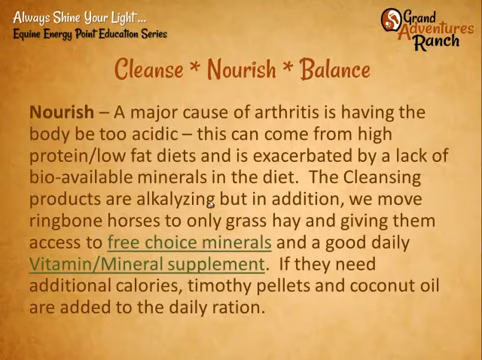 Always Shine Your Light...
Equine Energy Point Education Series
Grand
Adventures
Ranch
Cleanse * Nourish * Balance
Nourish – A major cause of arthritis is having the
body be too acidic – this can come from high
protein/low fat diets and is exacerbated by a lack of
bio-available minerals in the diet.  The Cleansing
products are alkalyzing but in addition, we move
ringbone horses to only grass hay and giving them
access to free choice minerals and a good daily
Vitamin/Mineral supplement.  If they need
additional calories, timothy pellets and coconut oil
are added to the daily ration.